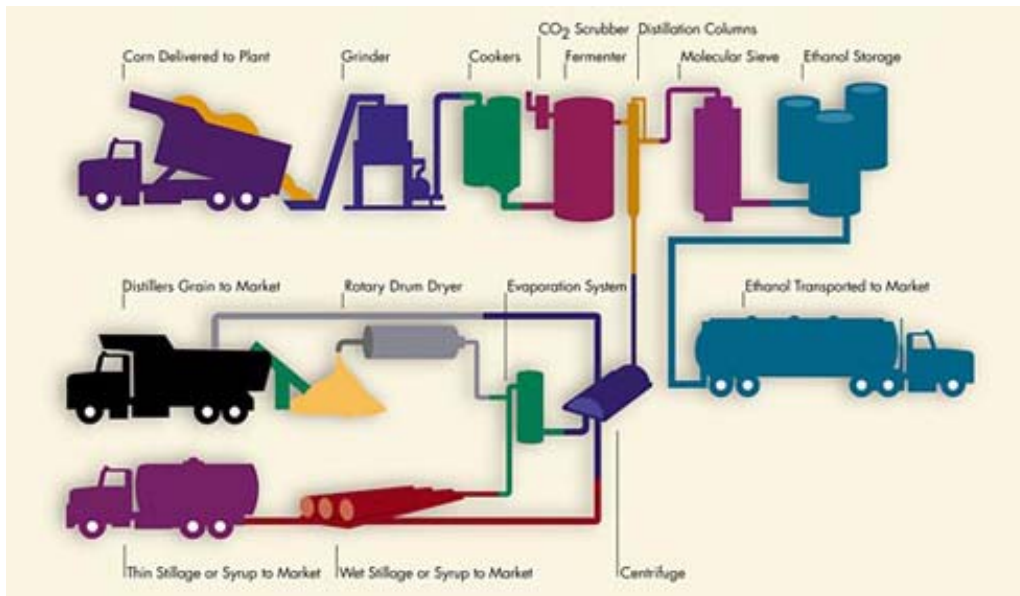 CO2 Scrubber
Distillation Columns
Corn Delivered to Plant
Grinder
Cookers
Fermenter
Molecular Sieve
Ethanol Storage
Distillers Grain to Market
Rotary Drum Dryer
Evaporation System
Ethanol Transported to Market
Thin Stillage or Syrup to Market
Wet Stillage or Syrup to Market
Centrifuge